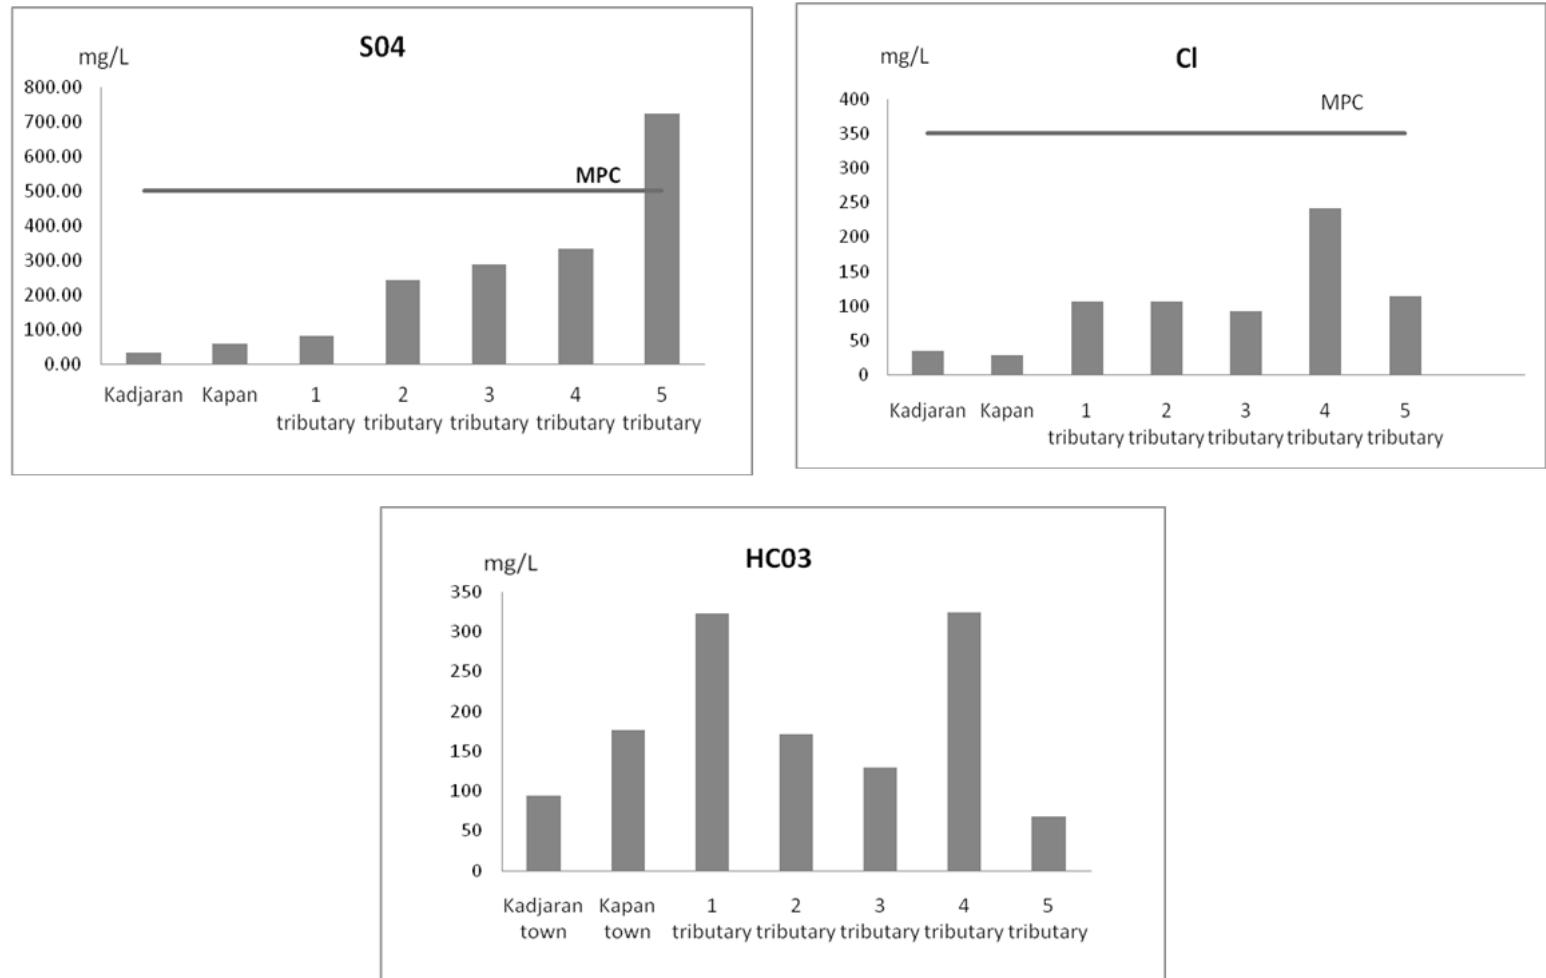 S04
mg/L
800.00
700.00
600.00
500.00
400.00
300.00
200.00
100.00
0.00
MPC
Kadjaran Kapan 1 2 3 4 5
tributary tributary tributary tributary tributary
Cl
mg/L
400
350
300
250
200
150
100
50
0
MPC
Kadjaran Kapan 1 2 3 4 5
tributary tributary tributary tributary tributary
HC03
mg/L
350
300
250
200
150
100
50
0
Kadjaran Kapan 1 2 3 4 5
town town tributary tributary tributary tributary tributary